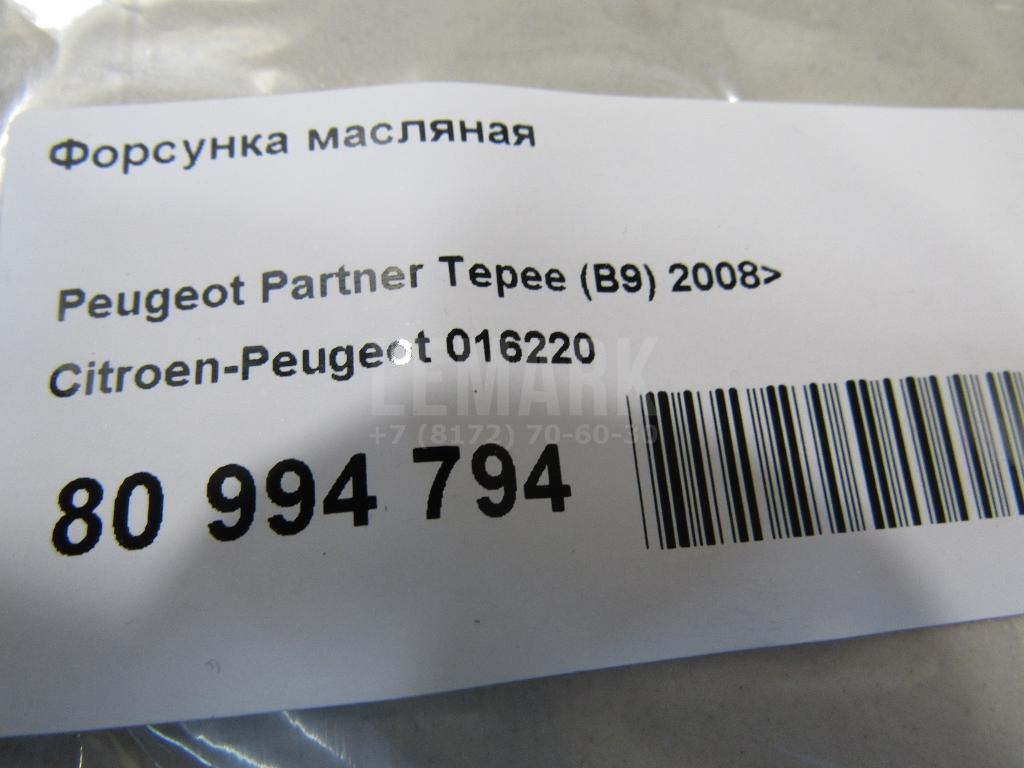 Форсунка масляная
Peugeot Partner Tepee (B9) 2008>
Citroen-Peugeot 016220
LEMARK
+7 (8172) 70-60-30
80 994 794